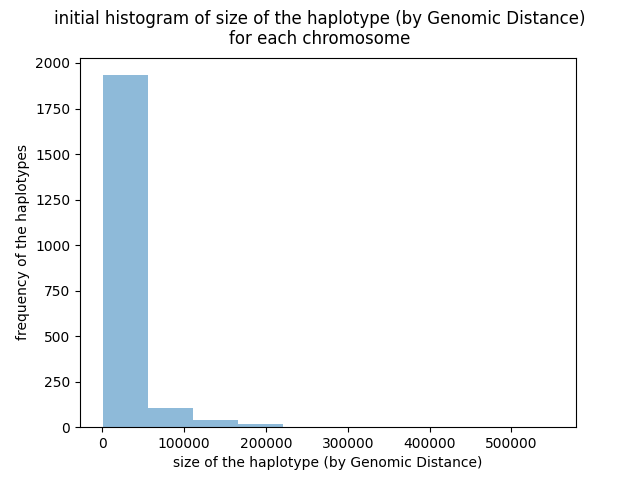 initial histogram of size of the haplotype (by Genomic Distance)
for each chromosome
2000
1750
1500
1250
1000
750
500
250
0
frequency of the haplotypes
0 100000 200000 300000 400000 500000
size of the haplotype (by Genomic Distance)